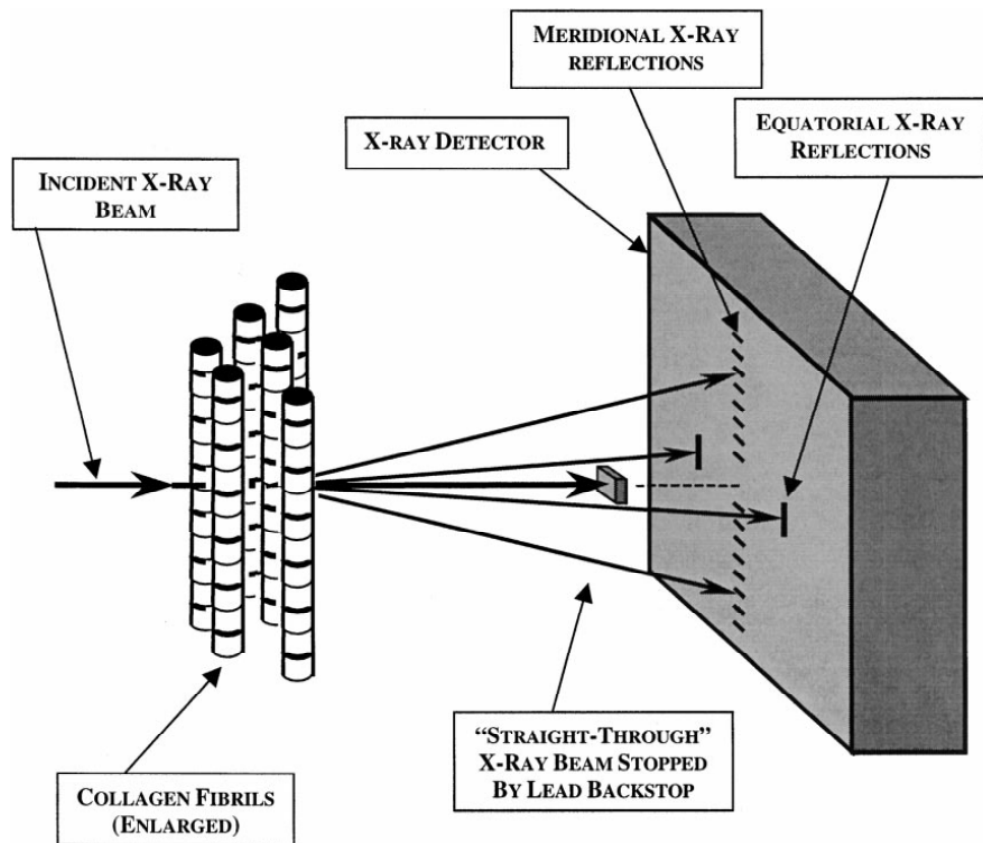 MERIDIONAL X-RAY
REFLECTIONS
X-RAY DETECTOR
EQUATORIAL X-RAY
REFLECTIONS
INCIDENT X-RAY
BEAM
"STRAIGHT-THROUGH"
X-RAY BEAM STOPPED
BY LEAD BACKSTOP
COLLAGEN FIBRILS
(ENLARGED)